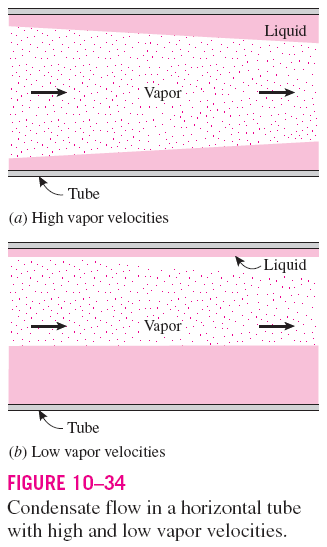 Liquid
Vapor
Tube
(a) High vapor velocities
Liquid
Vapor
Tube
(b) Low vapor velocities
FIGURE 10–34
Condensate flow in a horizontal tube
with high and low vapor velocities.